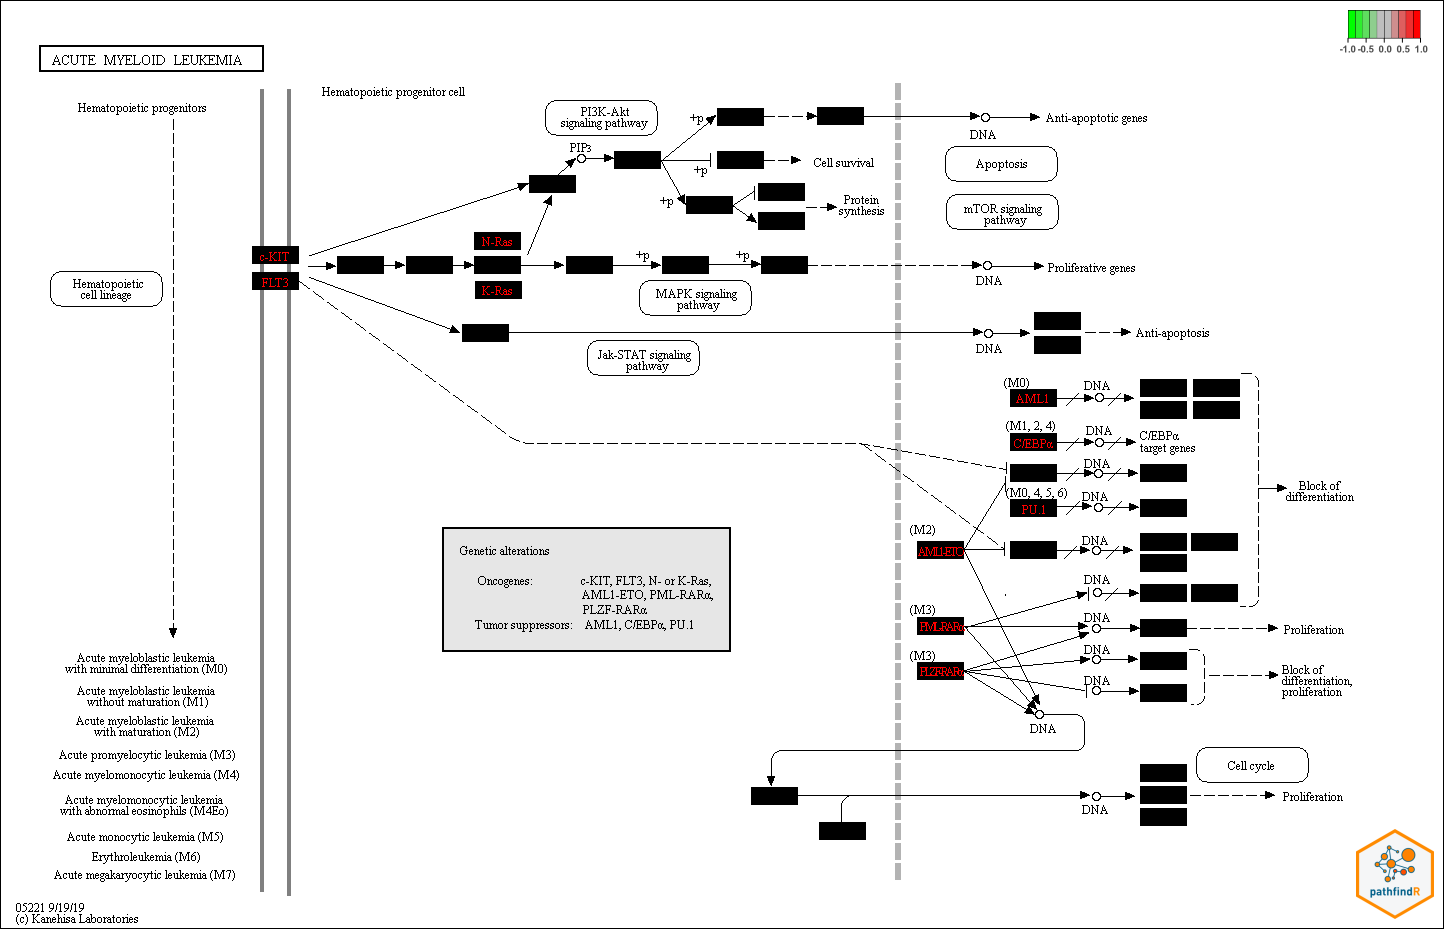 -1.0 -0.5 0.0 0.5 1.0
ACUTE MYELOID LEUKEMIA
Hematopoietic progenitors
Hematopoietic progenitor cell
PI3K-Akt
signaling pathway
PIP3
+p
+p
+p
Cell survival
Protein
synthesis
DNA
Anti-apoptotic genes
Apoptosis
mTOR signaling
pathway
c-KIT
FLT3
N-Ras
K-Ras
+p
+p
MAPK signaling
pathway
DNA
Proliferative genes
Hematopoietic
cell lineage
Jak-STAT signaling
pathway
DNA
Anti-apoptosis
(M0)
AML1
DNA
(M1, 2, 4)
C/EBPα
DNA
C/EBPα
target genes
DNA
(M0, 4, 5, 6)
PU.1
DNA
Block of
differentiation
(M2)
AML1-ETO
DNA
DNA
(M3)
PML-RARα
DNA
Proliferation
(M3)
PLZF-RARα
DNA
DNA
Block of
differentiation,
proliferation
DNA
Genetic alterations
Oncogenes: c-KIT, FLT3, N- or K-Ras,
AML1-ETO, PML-RARα,
PLZF-RARα
Tumor suppressors: AML1, C/EBPα, PU.1
Acute myeloblastic leukemia
with minimal differentiation (M0)
Acute myeloblastic leukemia
without maturation (M1)
Acute myeloblastic leukemia
with maturation (M2)
Acute promyelocytic leukemia (M3)
Acute myelomonocytic leukemia (M4)
Acute myelomonocytic leukemia
with abnormal eosinophils (M4Eo)
Acute monocytic leukemia (M5)
Erythroleukemia (M6)
Acute megakaryocytic leukemia (M7)
Cell cycle
DNA
Proliferation
05221 9/19/19
(c) Kanehisa Laboratories
pathfindR